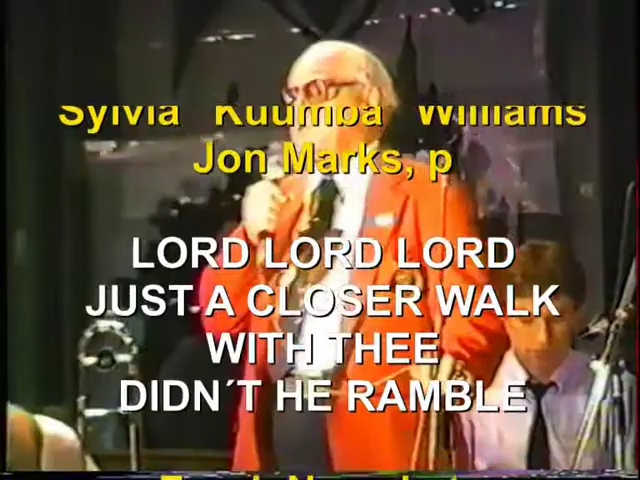 Sylvia "Kuumba" Williams
Jon Marks, p
LORD LORD LORD
JUST A CLOSER WALK
WITH THEE
DIDN´T HE RAMBLE